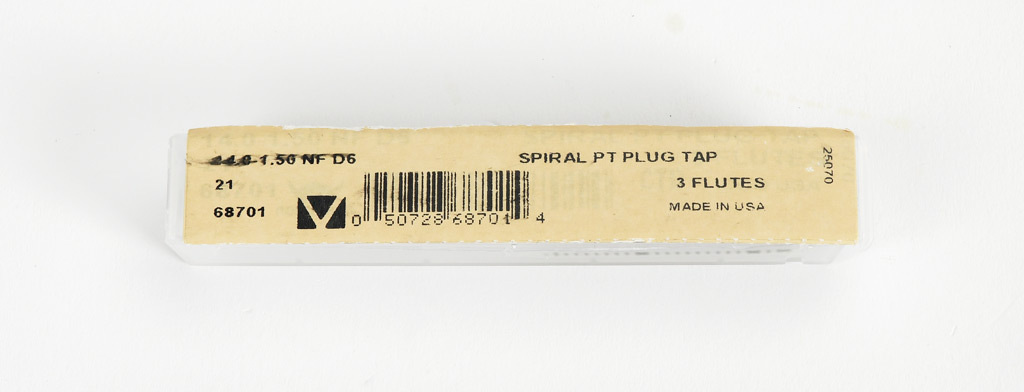 1.50 NF D6
SPIRAL PT PLUG TAP
21
3 FLUTES
68701
MADE IN USA
0 50728 68701 4
25070